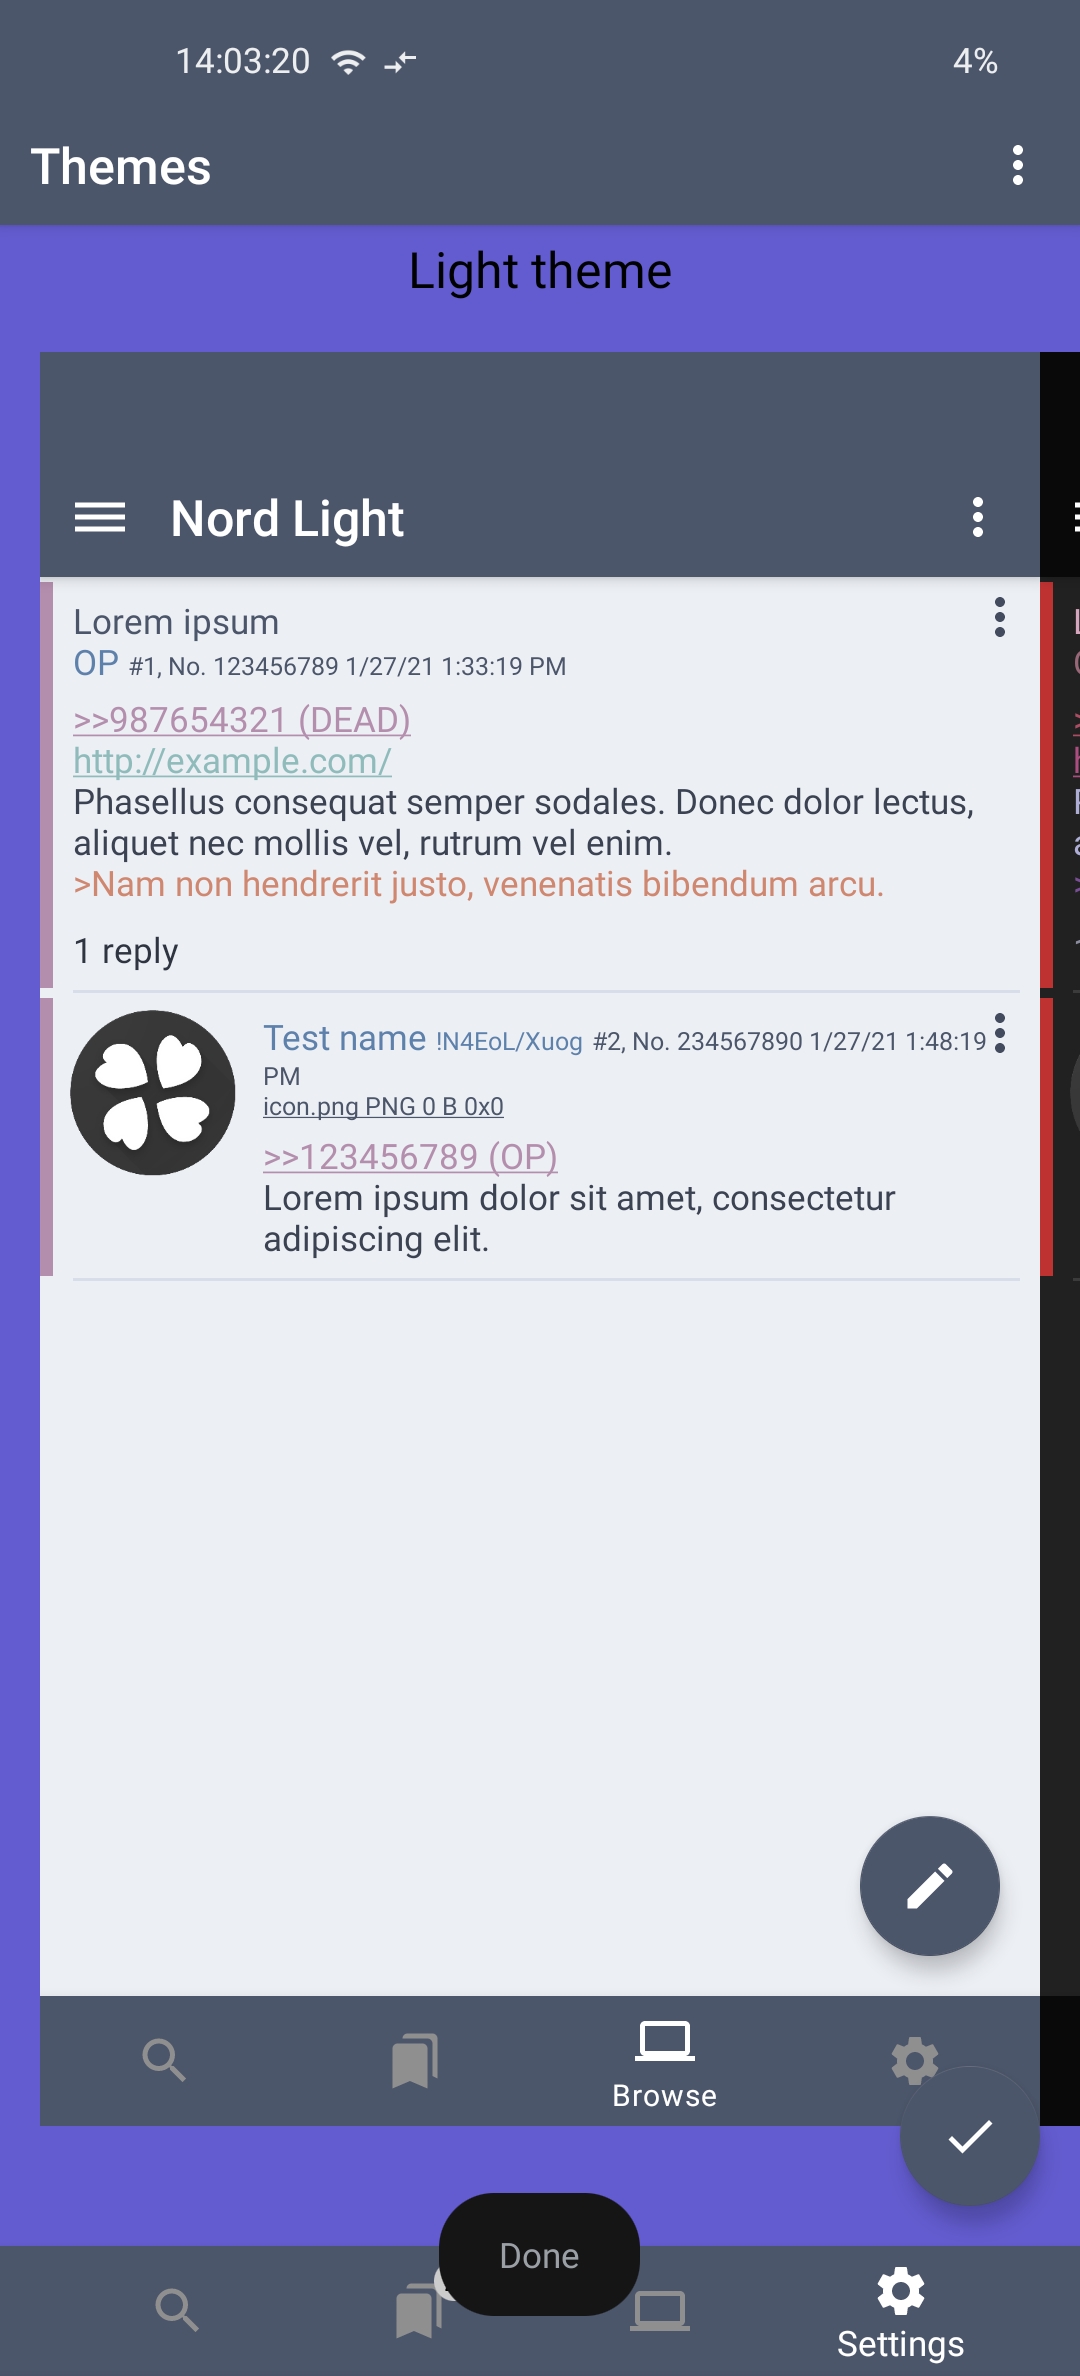 14:03:20
4%
Themes
Light theme
Nord Light
Lorem ipsum
OP #1, No. 123456789 1/27/21 1:33:19 PM
>>987654321 (DEAD)
http://example.com/
Phasellus consequat semper sodales. Donec dolor lectus,
aliquet nec mollis vel, rutrum vel enim.
>Nam non hendrerit justo, venenatis bibendum arcu.
1 reply
Test name !N4EoL/Xuog #2, No. 234567890 1/27/21 1:48:19
PM
icon.png PNG 0 B 0x0
>>123456789 (OP)
Lorem ipsum dolor sit amet, consectetur
adipiscing elit.
Browse
Done
Settings